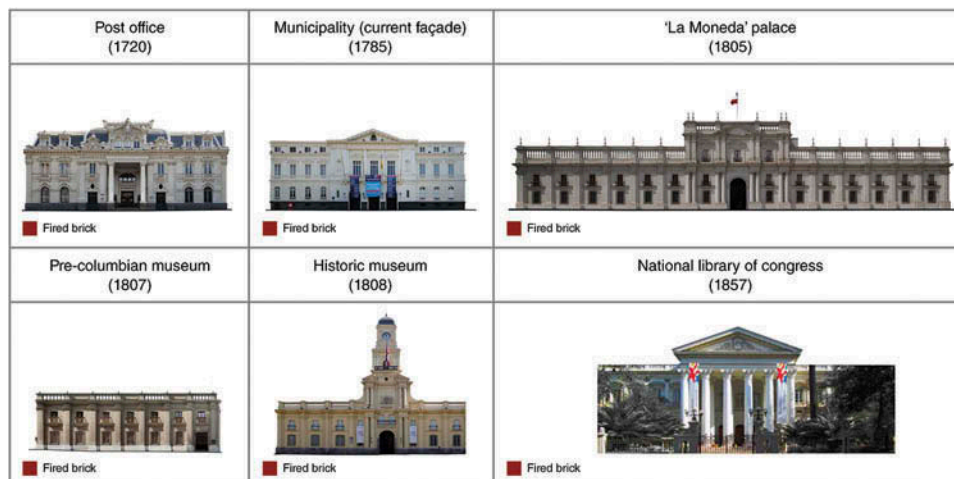 Post office
(1720)
Municipality (current façade)
(1785)
‘La Moneda’ palace
(1805)
Fired brick
Fired brick
Fired brick
Pre-columbian museum
(1807)
Historic museum
(1808)
National library of congress
(1857)
Fired brick
Fired brick
Fired brick